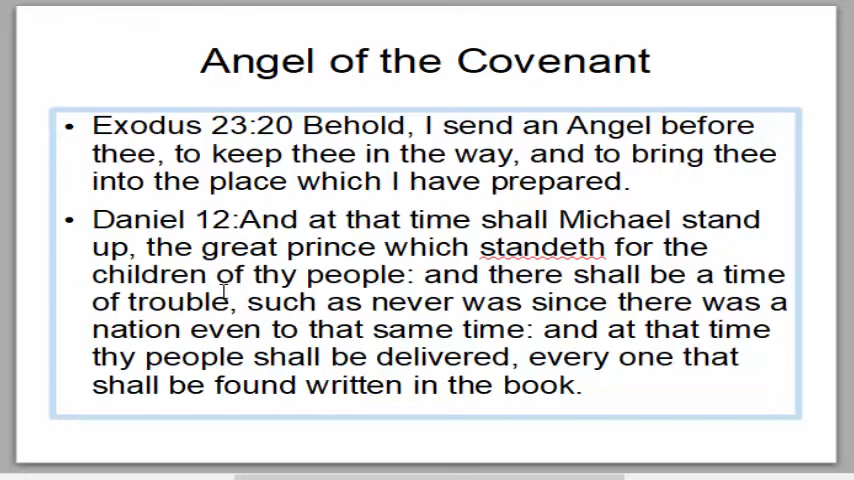 Angel of the Covenant
• Exodus 23:20 Behold, I send an Angel before
thee, to keep thee in the way, and to bring thee
into the place which I have prepared.
• Daniel 12:And at that time shall Michael stand
up, the great prince which standeth for the
children of thy people: and there shall be a time
of trouble, such as never was since there was a
nation even to that same time: and at that time
thy people shall be delivered, every one that
shall be found written in the book.